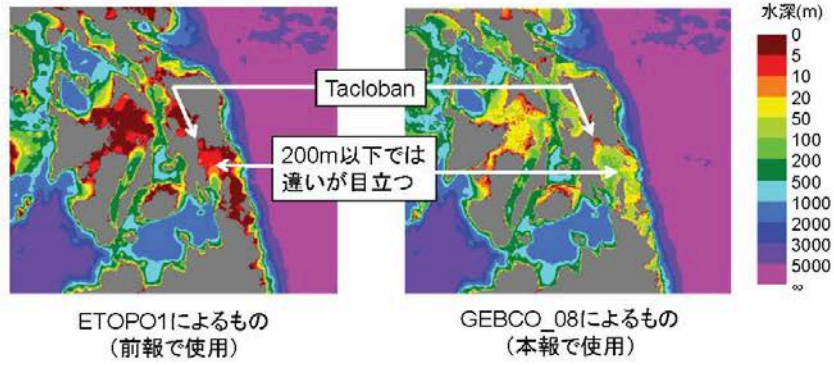 水深(m)
0
5
10
20
50
100
200
500
1000
2000
3000
5000
∞
Tacloban
200m以下では
違いが目立つ
ETOPO1によるもの
(前報で使用)
GEBCO_08によるもの
(本報で使用)